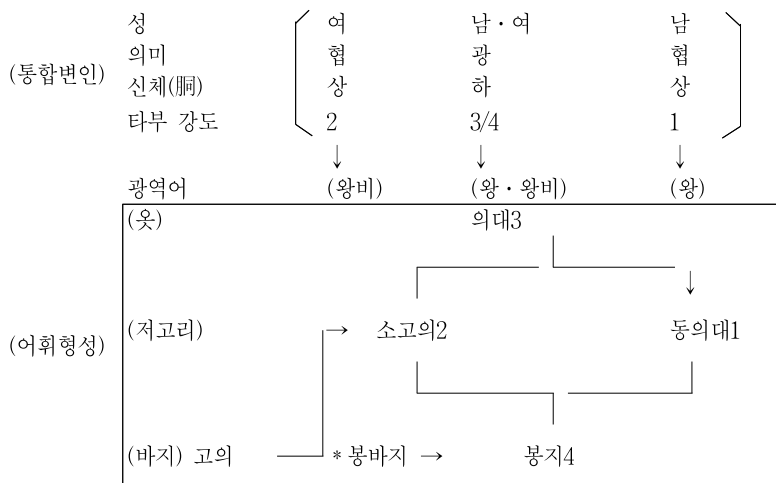 성 여 남·여 남
의미 협 광 협
(통합변인)
신체(胴) 상 하 상
타부 강도 2 3/4 1
↓ ↓ ↓
광역어 (왕비) (왕·왕비) (왕)
(옷) 의대3
↓
(어휘형성)
(저고리) → 소고의2 동의대1
(바지) 고의 *봉바지 → 봉지4